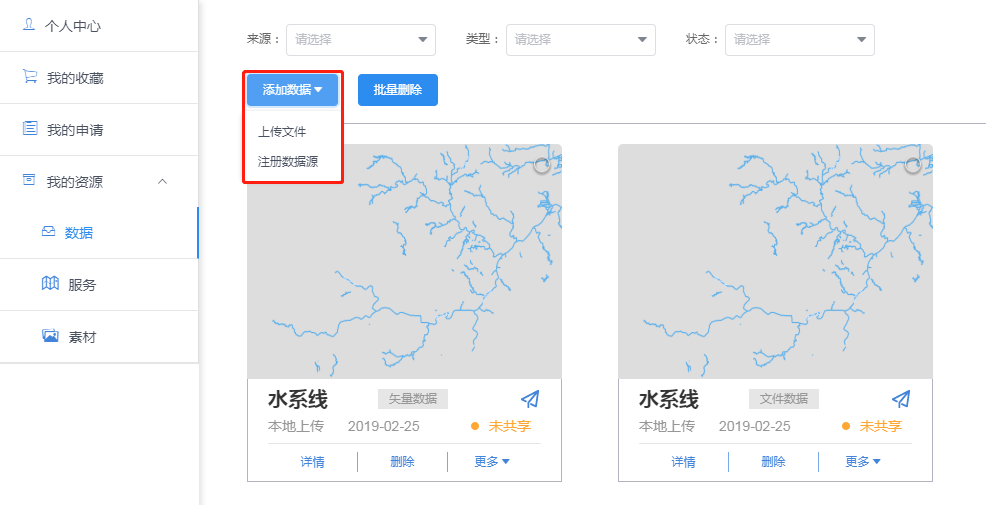 个人中心
我的收藏
我的申请
我的资源
数据
服务
素材
来源： 请选择 类型： 请选择 状态： 请选择
添加数据 批量删除
上传文件
注册数据源
水系线 矢量数据
本地上传 2019-02-25 未共享
详情 删除 更多
水系线 文件数据
本地上传 2019-02-25 未共享
详情 删除 更多